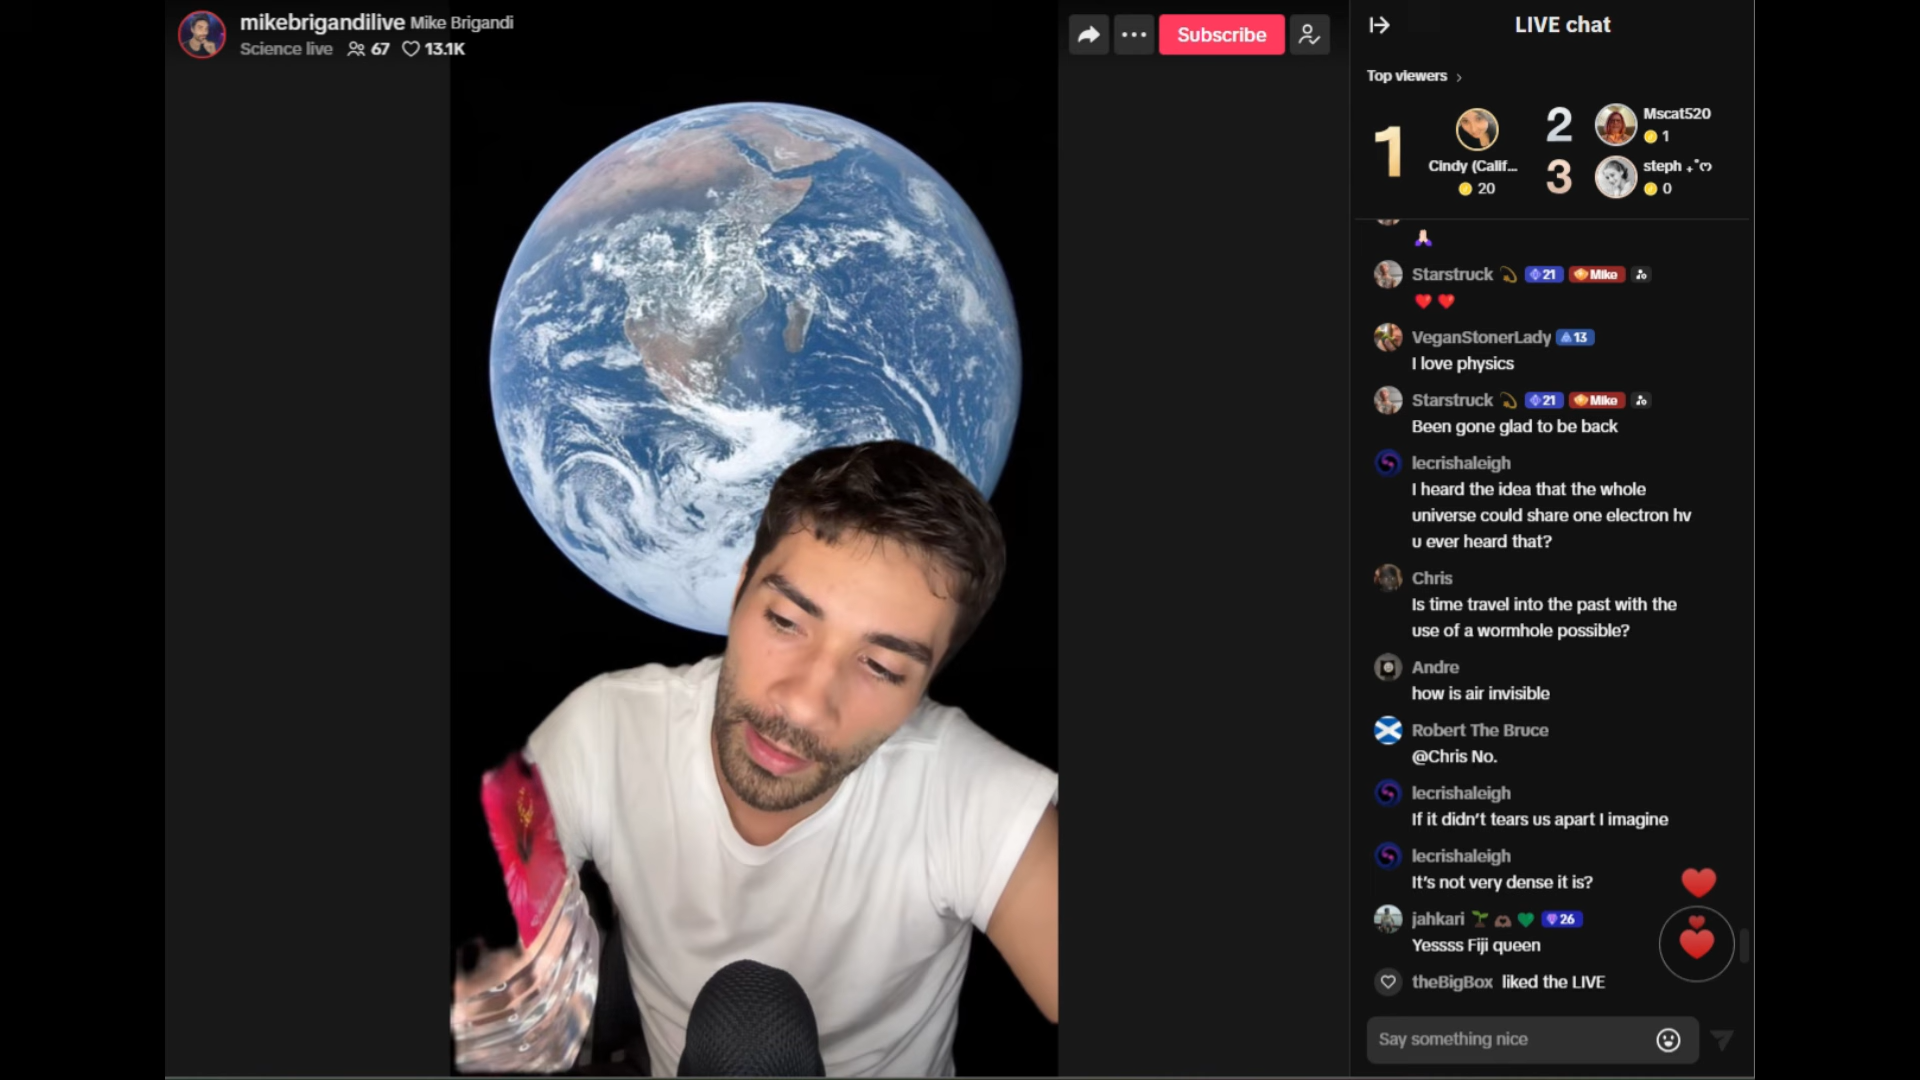 mikebrigandilive Mike Brigandi
Science live 67 13.1K
Subscribe
LIVE chat
Top viewers
1
Cindy (Calif...
20
2
Mscat520
1
3
steph
0
Starstruck 21 Mike
VeganStonerLady 13
I love physics
Starstruck 21 Mike
Been gone glad to be back
lecrishaleigh
I heard the idea that the whole
universe could share one electron hv
u ever heard that?
Chris
Is time travel into the past with the
use of a wormhole possible?
Andre
how is air invisible
Robert The Bruce
@Chris No.
lecrishaleigh
If it didn't tears us apart I imagine
lecrishaleigh
It's not very dense it is?
jahkari 26
Yessss Fiji queen
theBigBox liked the LIVE
Say something nice